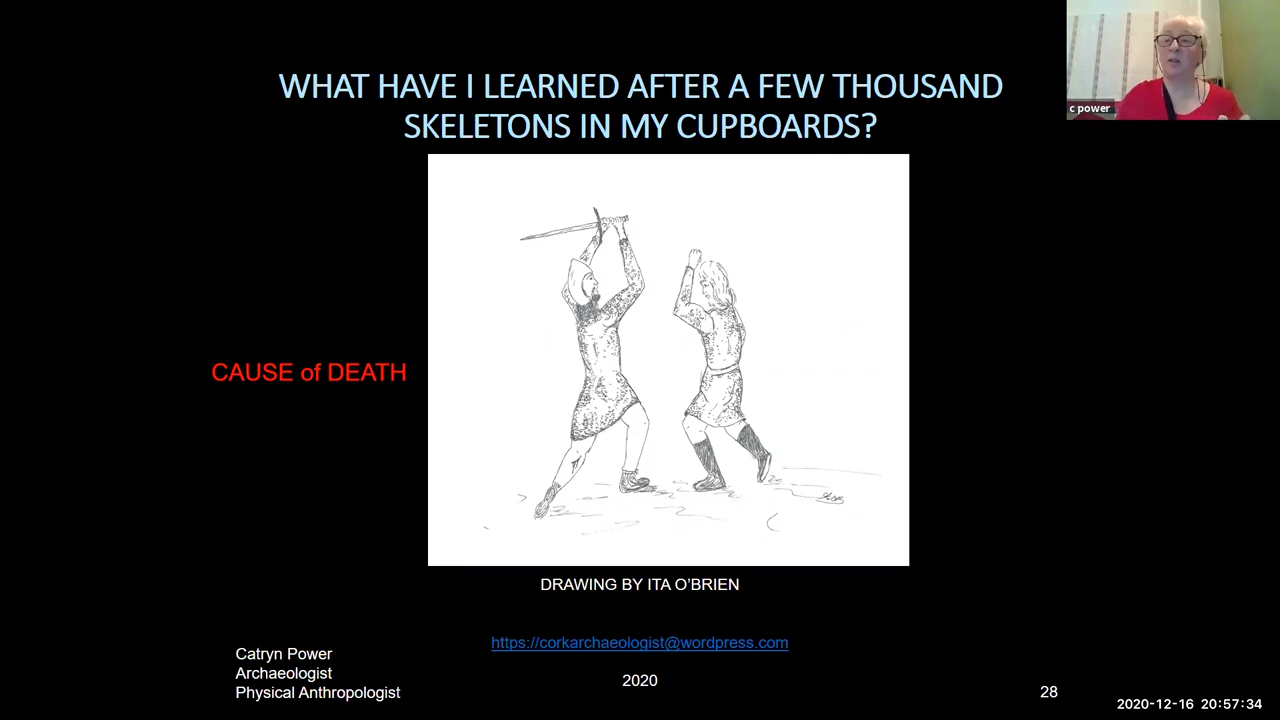 c power
WHAT HAVE I LEARNED AFTER A FEW THOUSAND
SKELETONS IN MY CUPBOARDS?
CAUSE of DEATH
DRAWING BY ITA O'BRIEN
https://corkarchaeologist@wordpress.com
Catryn Power
Archaeologist
Physical Anthropologist
2020
28
2020-12-16 20:57:34